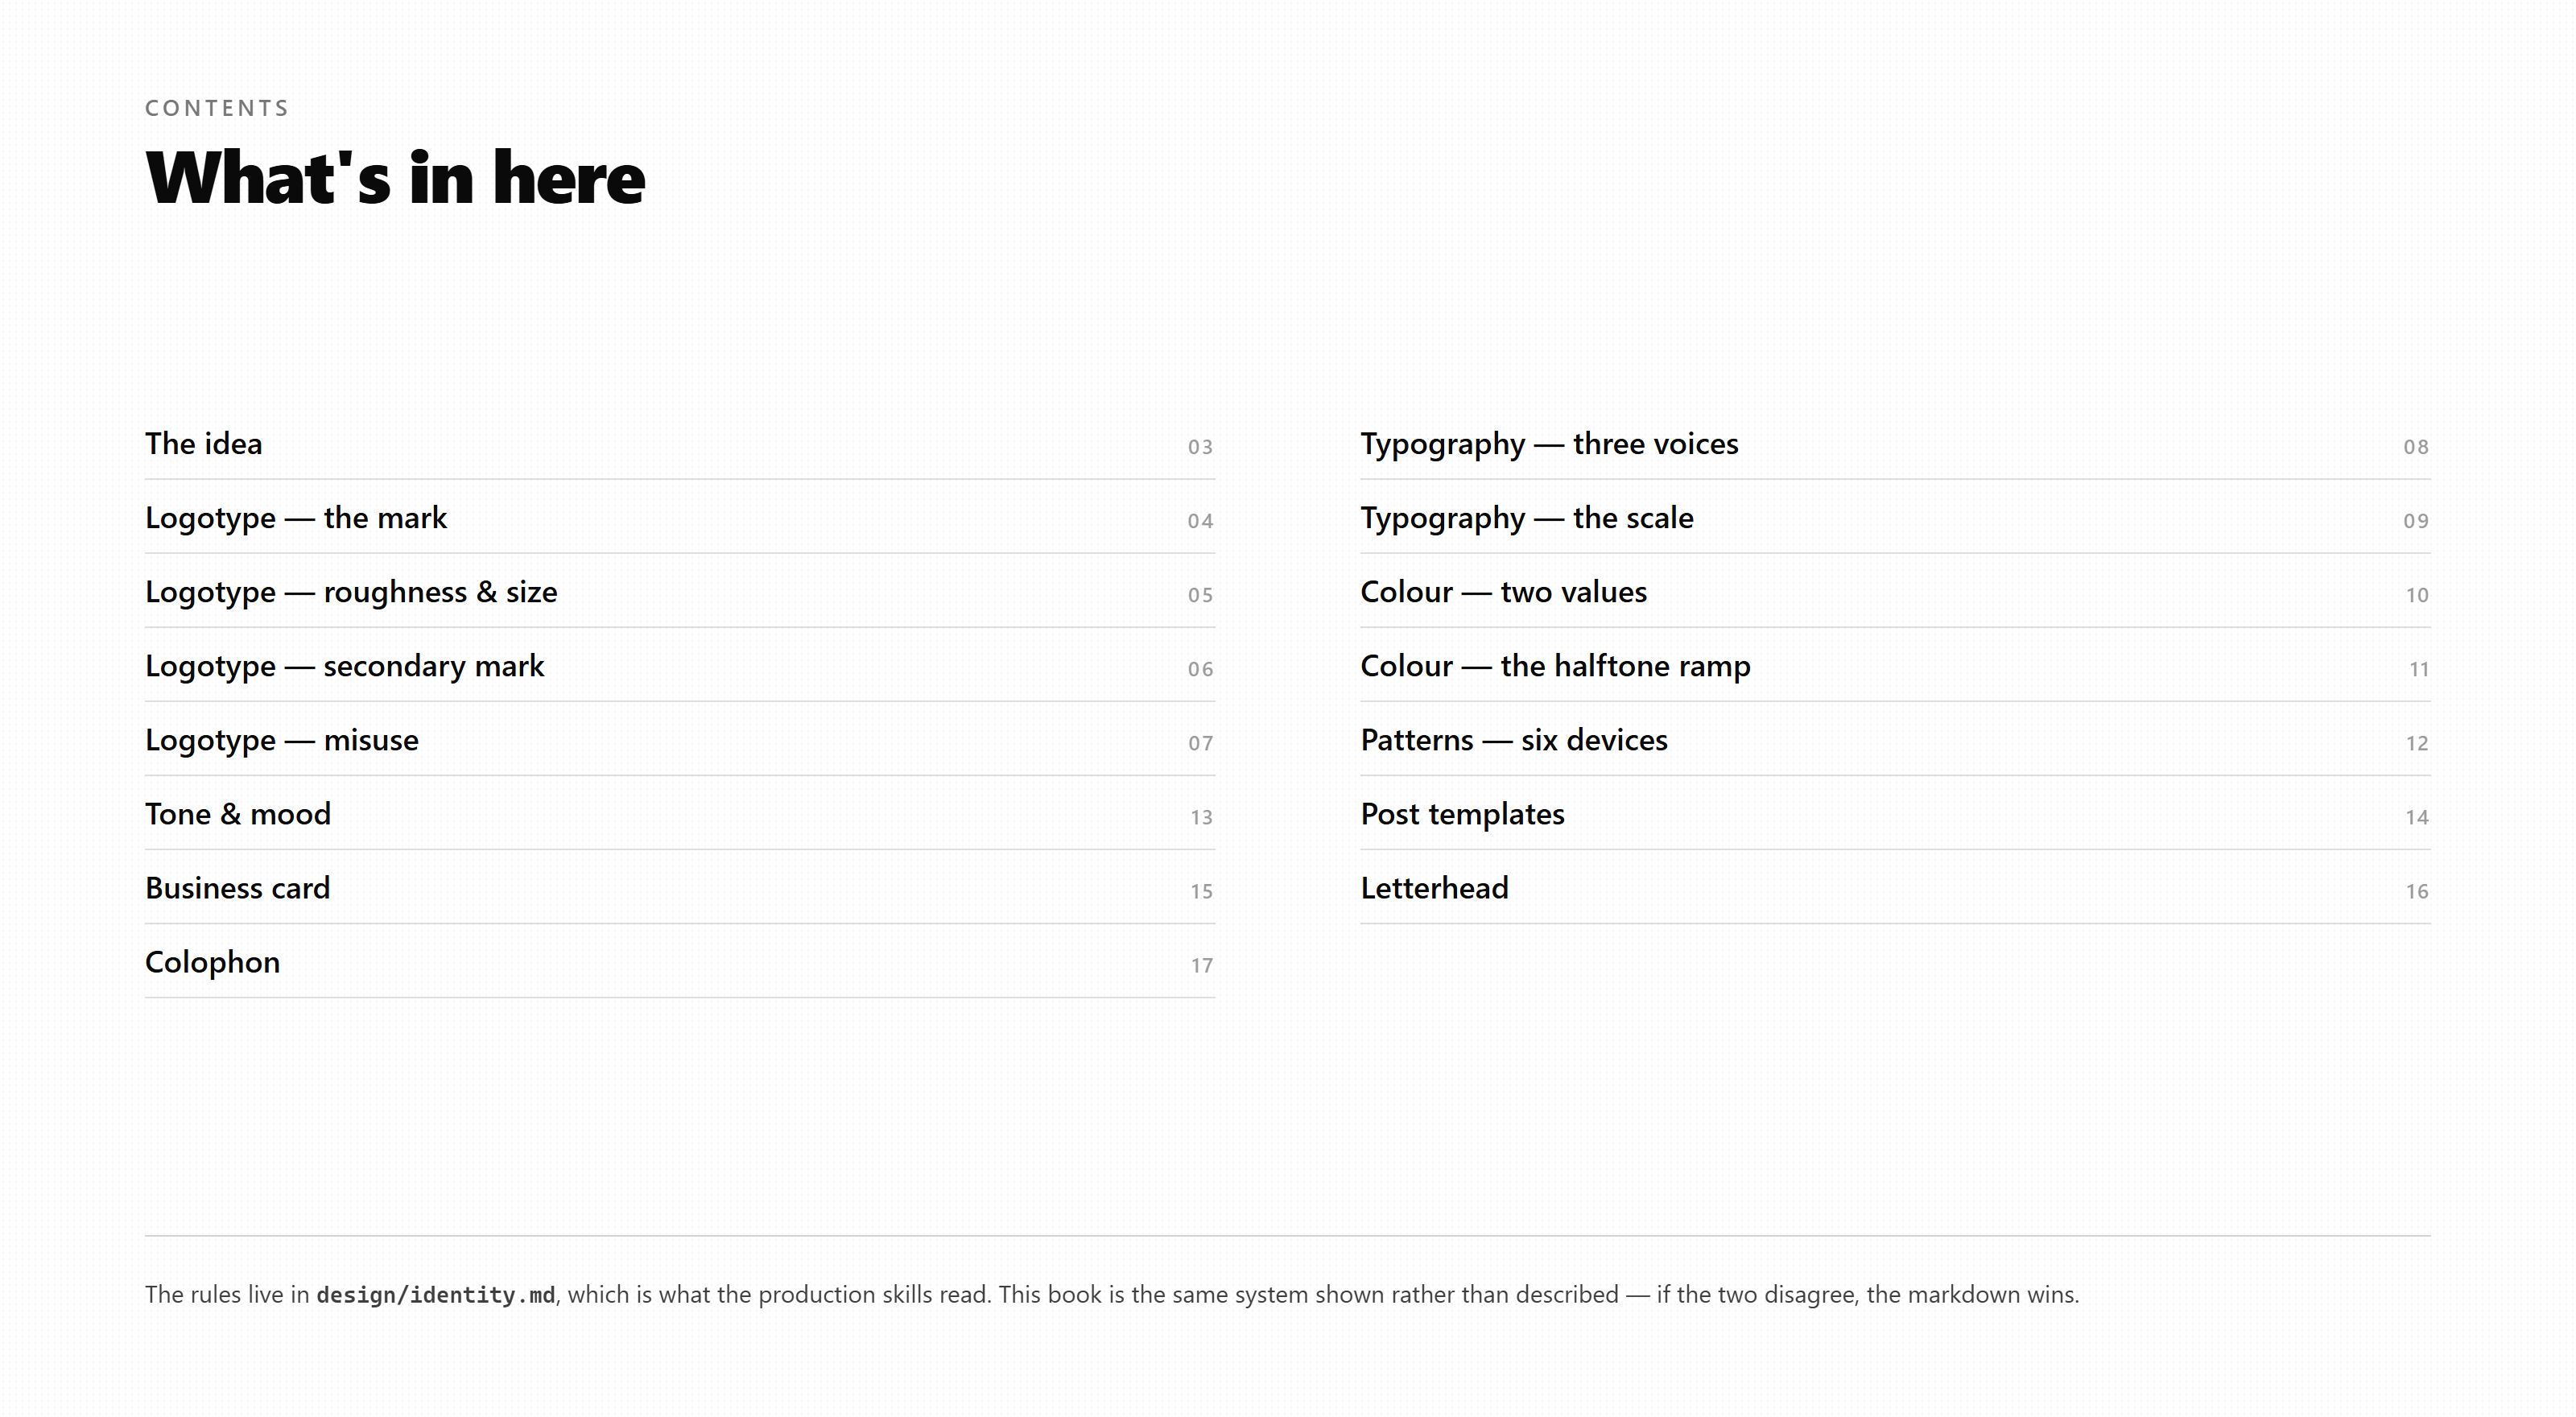 CONTENTS
What's in here
The idea 03
Logotype — the mark 04
Logotype — roughness & size 05
Logotype — secondary mark 06
Logotype — misuse 07
Tone & mood 13
Business card 15
Colophon 17
Typography — three voices 08
Typography — the scale 09
Colour — two values 10
Colour — the halftone ramp 11
Patterns — six devices 12
Post templates 14
Letterhead 16
The rules live in design/identity.md, which is what the production skills read. This book is the same system shown rather than described — if the two disagree, the markdown wins.